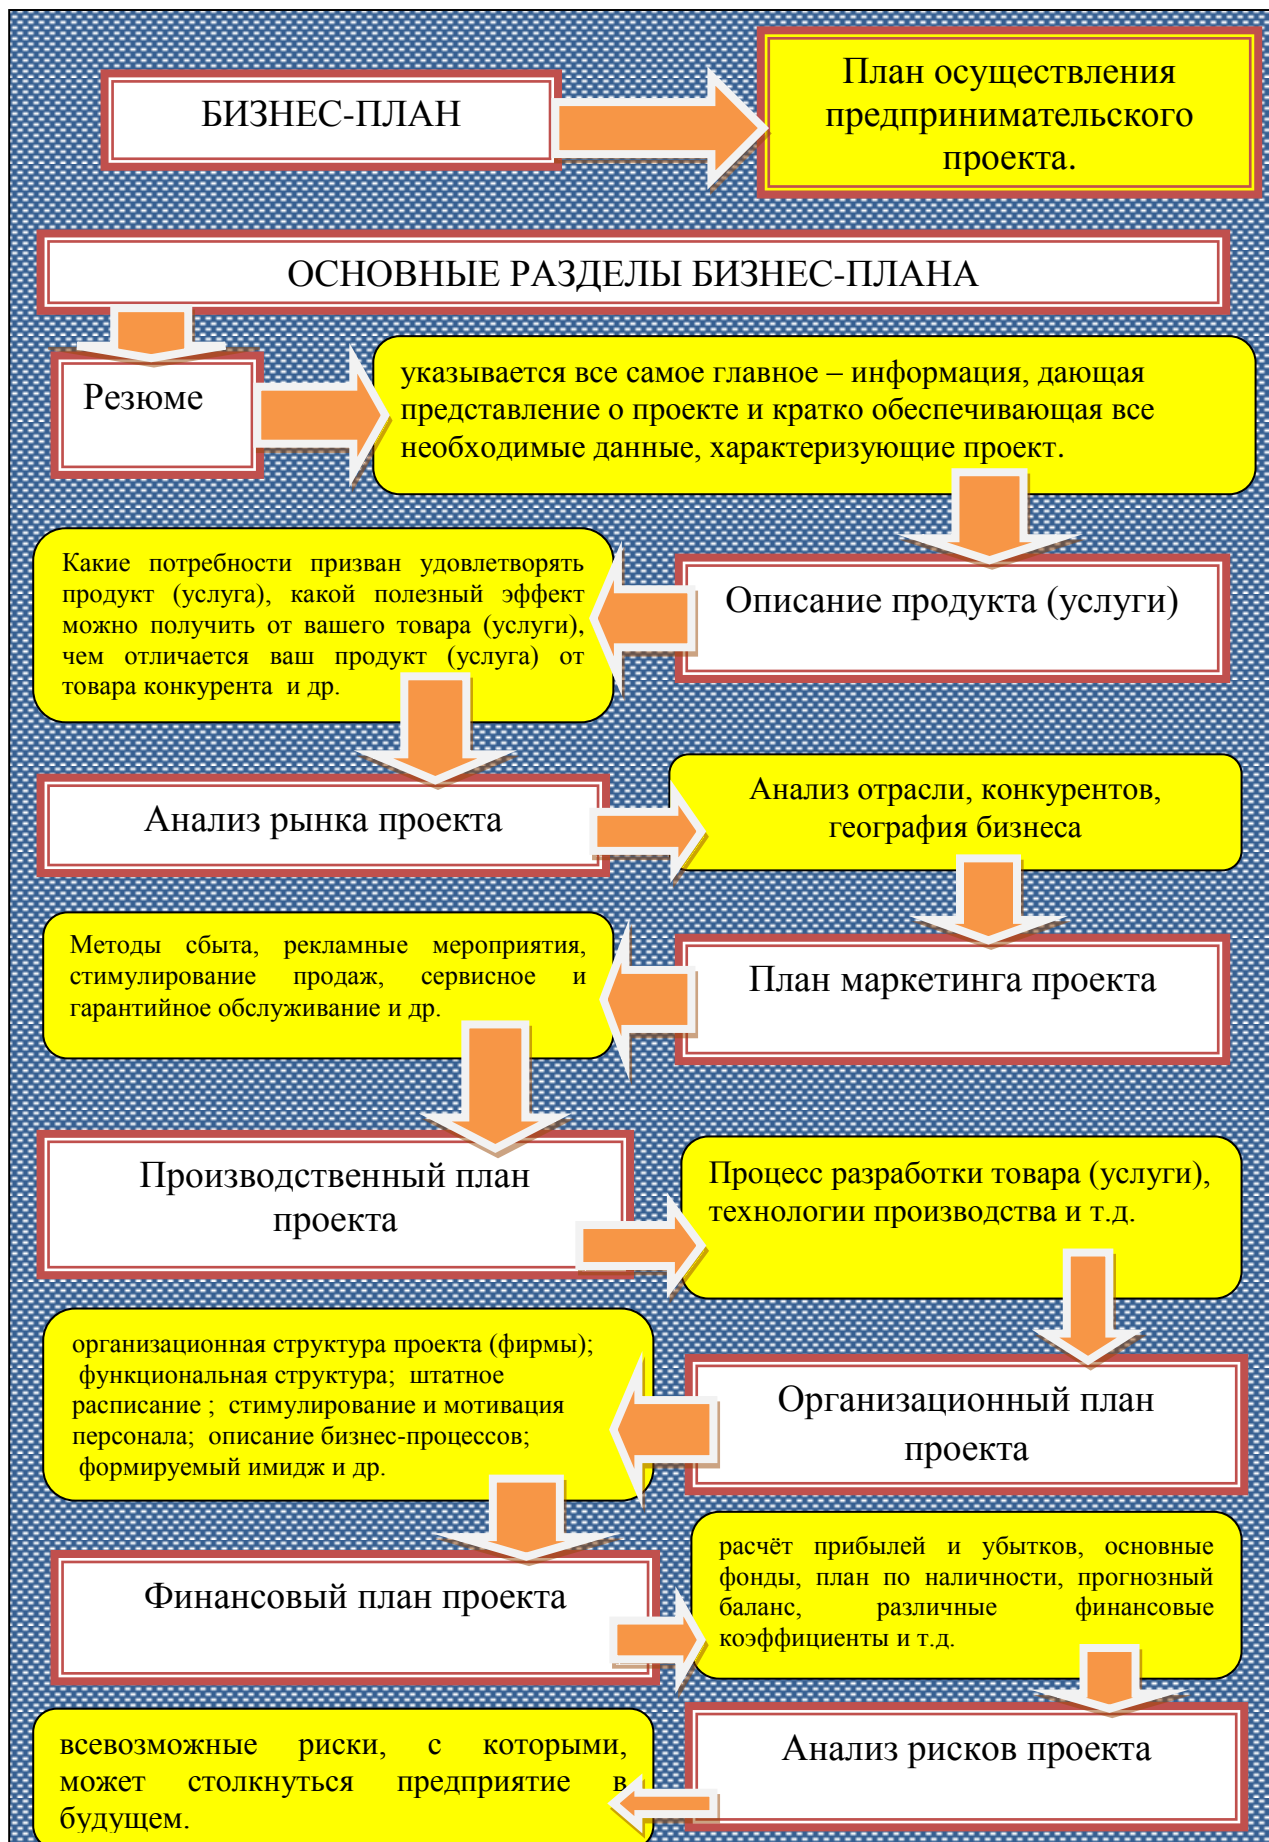 БИЗНЕС-ПЛАН
План осуществления
предпринимательского
проекта.
ОСНОВНЫЕ РАЗДЕЛЫ БИЗНЕС-ПЛАНА
Резюме
указывается все самое главное – информация, дающая
представление о проекте и кратко обеспечивающая все
необходимые данные, характеризующие проект.
Описание продукта (услуги)
Какие потребности призван удовлетворять
продукт (услуга), какой полезный эффект
можно получить от вашего товара (услуги),
чем отличается ваш продукт (услуга) от
товара конкурента и др.
Анализ рынка проекта
Анализ отрасли, конкурентов,
география бизнеса
План маркетинга проекта
Методы сбыта, рекламные мероприятия,
стимулирование продаж, сервисное и
гарантийное обслуживание и др.
Производственный план
проекта
Процесс разработки товара (услуги),
технологии производства и т.д.
Организационный план
проекта
организационная структура проекта (фирмы);
функциональная структура; штатное
расписание ; стимулирование и мотивация
персонала; описание бизнес-процессов;
формируемый имидж и др.
Финансовый план проекта
расчёт прибылей и убытков, основные
фонды, план по наличности, прогнозный
баланс, различные финансовые
коэффициенты и т.д.
Анализ рисков проекта
всевозможные риски, с которыми,
может столкнуться предприятие в
будущем.